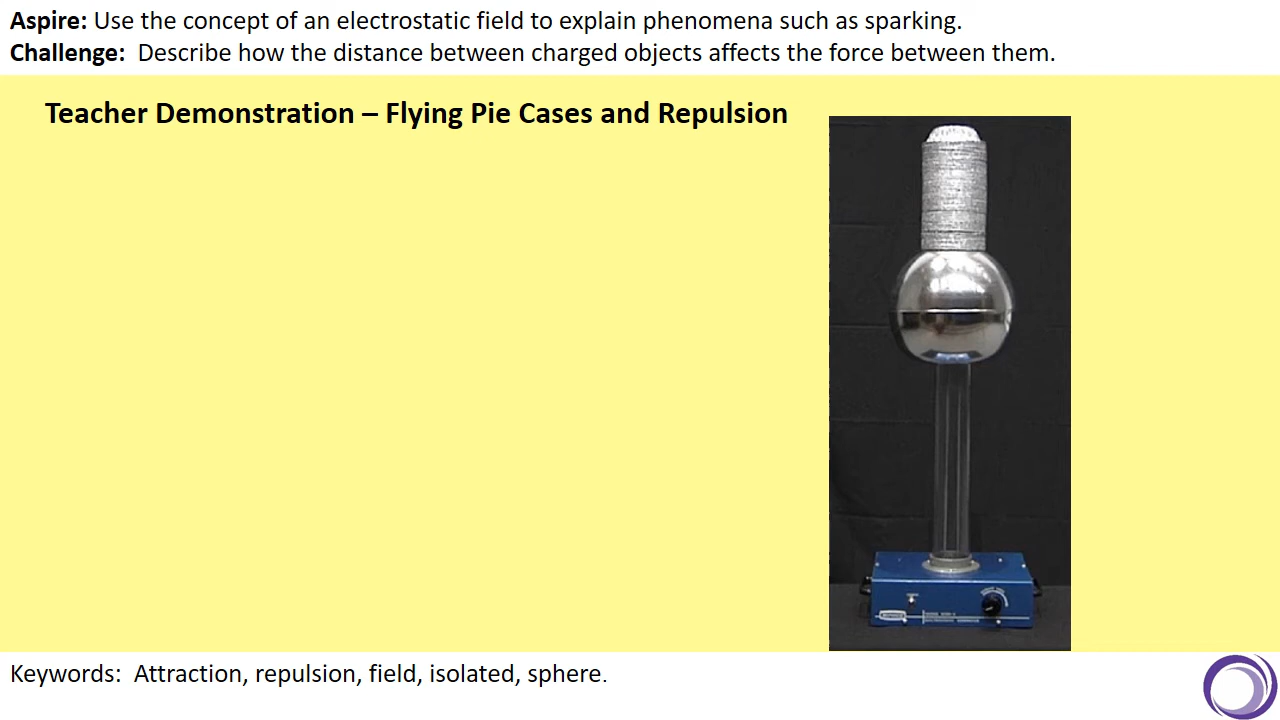 Aspire: Use the concept of an electrostatic field to explain phenomena such as sparking.
Challenge:  Describe how the distance between charged objects affects the force between them.
Teacher Demonstration – Flying Pie Cases and Repulsion
Keywords:  Attraction, repulsion, field, isolated, sphere.